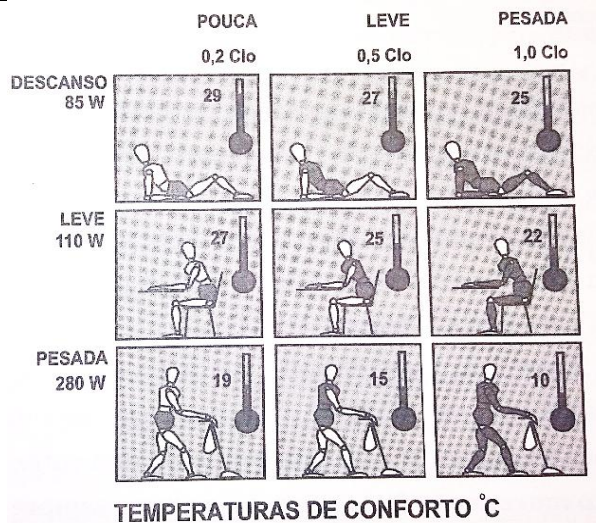 POUCA LEVE PESADA
0,2 Clo 0,5 Clo 1,0 Clo
DESCANSO
85 W
29 27 25
LEVE
110 W
27 25 22
PESADA
280 W
19 15 10
TEMPERATURAS DE CONFORTO °C